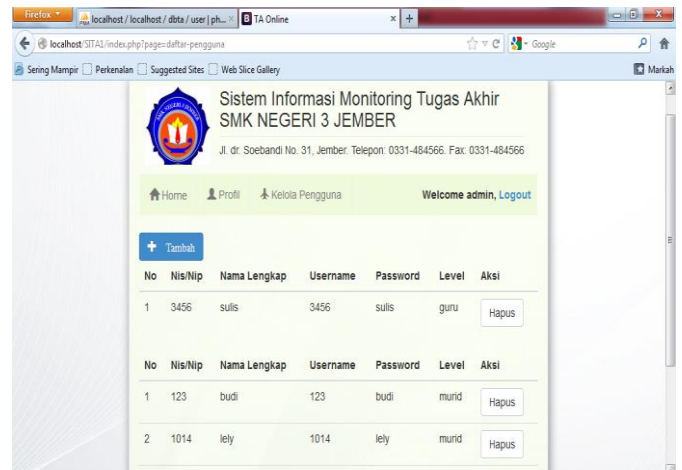 Firefox
localhost / localhost / dbta / user | ph... ×
TA Online ×
+
localhost/SITA1/index.php?page=daftar-pengguna
Google
Sering Mampir Perkenalan Suggested Sites Web Slice Gallery Markah
Sistem Informasi Monitoring Tugas Akhir
SMK NEGERI 3 JEMBER
Jl. dr. Soebandi No. 31, Jember. Telepon: 0331-484566. Fax: 0331-484566
Home Profil Kelola Pengguna Welcome admin, Logout
+ Tambah
No Nis/Nip Nama Lengkap Username Password Level Aksi
1 3456 sulis 3456 sulis guru Hapus
No Nis/Nip Nama Lengkap Username Password Level Aksi
1 123 budi 123 budi murid Hapus
2 1014 lely 1014 lely murid Hapus